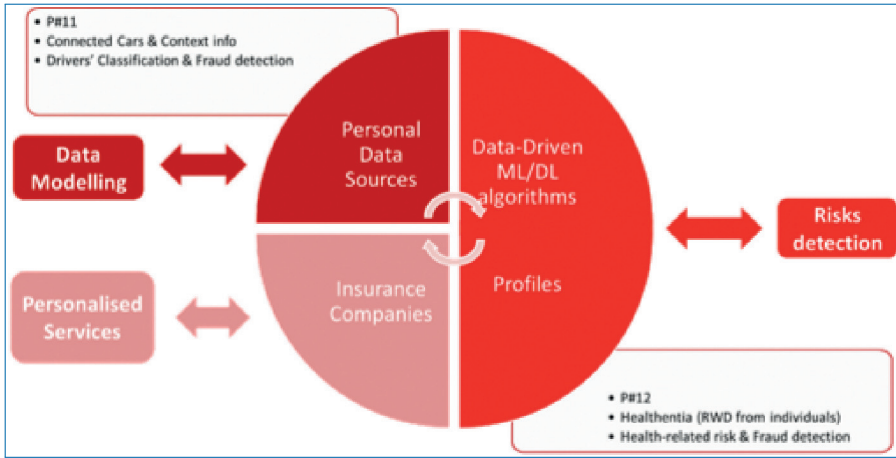 • P#11
• Connected Cars & Context info
• Drivers' Classification & Fraud detection
Data
Modelling
Personal
Data
Sources
Data-Driven
ML/DL
algorithms
Risks
detection
Personalised
Services
Insurance
Companies
Profiles
• P#12
• Healthentia (RWD from individuals)
• Health-related risk & Fraud detection